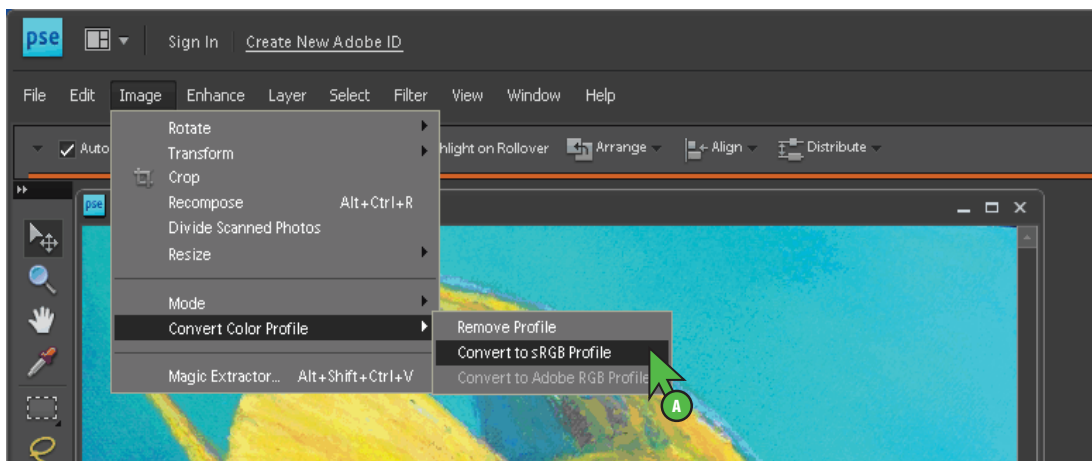 pse Sign In Create New Adobe ID
File Edit Image Enhance Layer Select Filter View Window Help
Auto hlight on Rollover Arrange Align Distribute
Rotate
Transform
Crop
pse
Recompose Alt+Ctrl+R
Divide Scanned Photos
Resize
Mode
Convert Color Profile
Remove Profile
Convert to sRGB Profile
Magic Extractor... Alt+Shift+Ctrl+V
Convert to Adobe RGB Profile
A